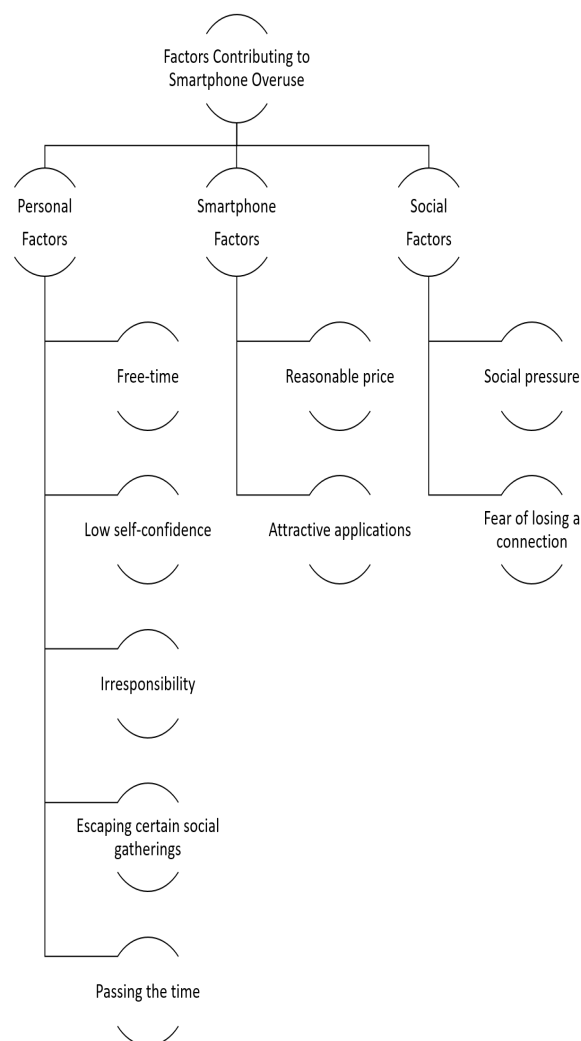 Factors Contributing to
Smartphone Overuse
Personal
Factors
Smartphone
Factors
Social
Factors
Free-time
Low self-confidence
Irresponsibility
Escaping certain social
gatherings
Passing the time
Reasonable price
Attractive applications
Social pressure
Fear of losing a
connection